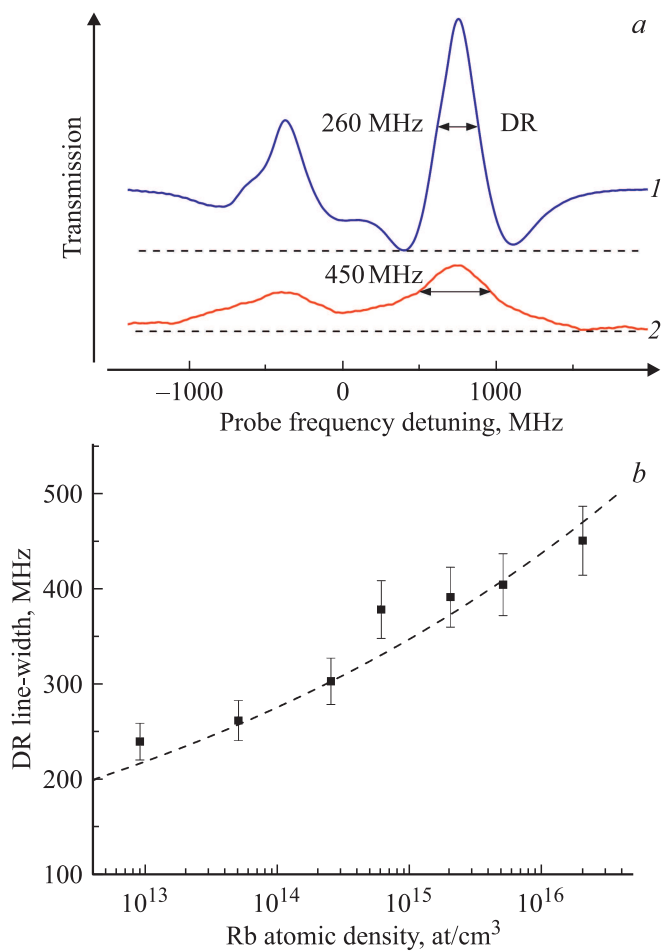 a
Transmission
260 MHz
DR
1
450 MHz
2
−1000
0
1000
Probe frequency detuning, MHz
b
500
400
300
200
100
DR line-width, MHz
10^13
10^14
10^15
10^16
Rb atomic density, at/cm^3